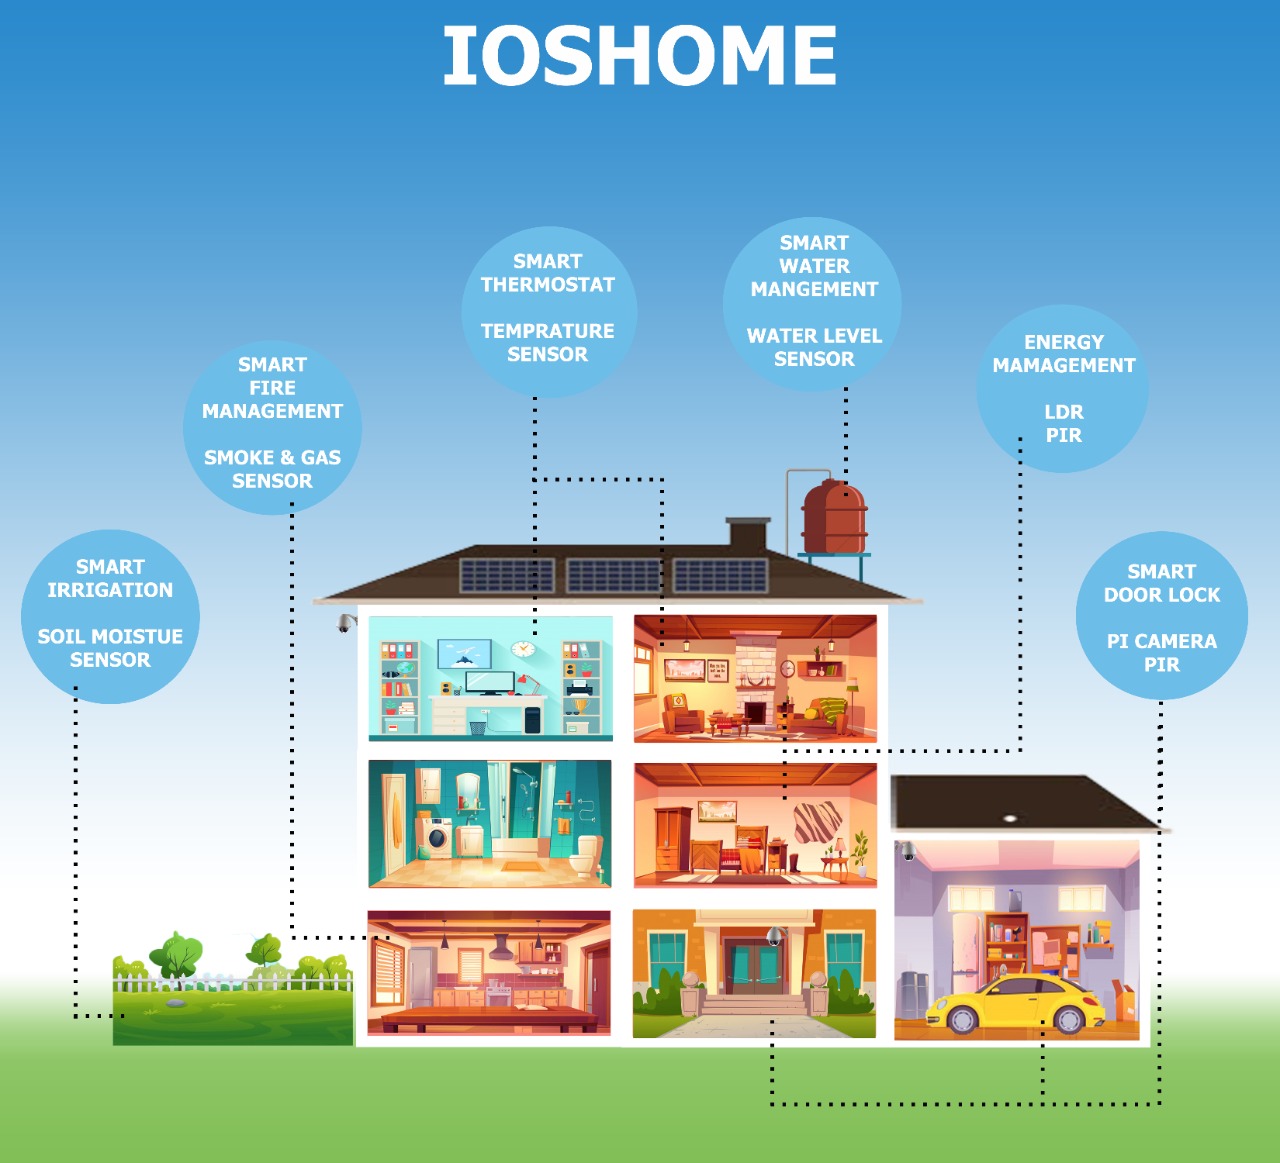 IOSHOME
SMART
THERMOSTAT
TEMPRATURE
SENSOR
SMART
WATER
MANGEMENT
WATER LEVEL
SENSOR
ENERGY
MAMAGEMENT
LDR
PIR
SMART
FIRE
MANAGEMENT
SMOKE & GAS
SENSOR
SMART
IRRIGATION
SOIL MOISTUE
SENSOR
SMART
DOOR LOCK
PI CAMERA
PIR